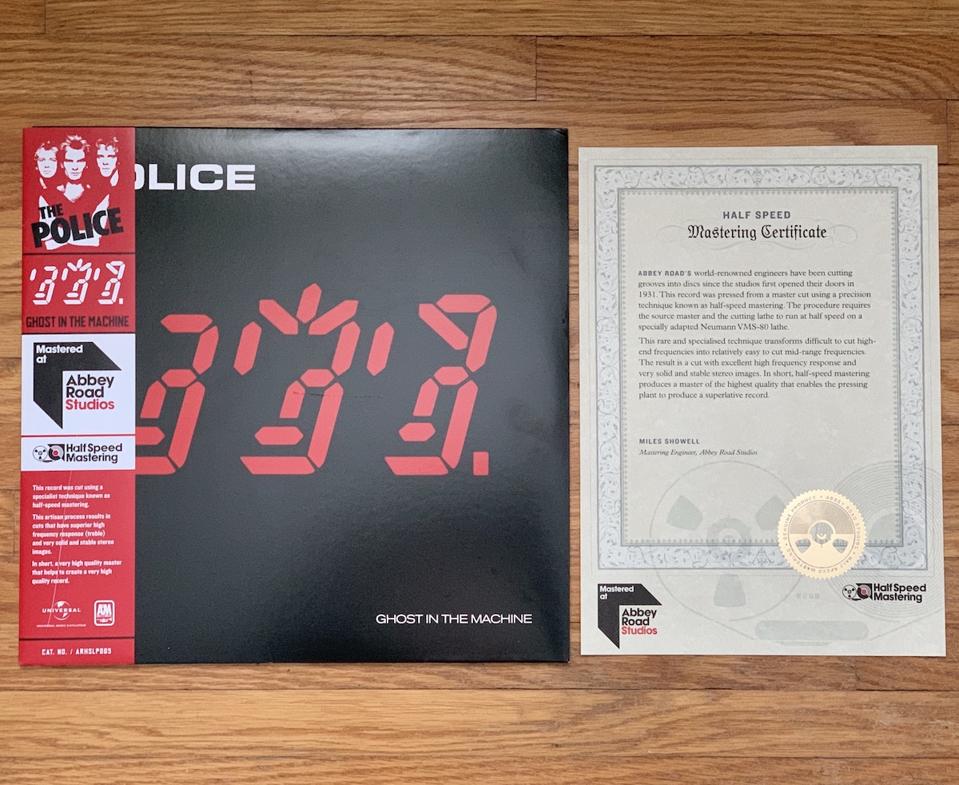 THE
POLICE
GHOST IN THE MACHINE
Mastered
at
Abbey
Road
Studios
Half Speed
Mastering
This record was cut using a
specialist technique known as
half-speed mastering.
This artisan process results in
cuts that have superior high
frequency response (treble)
and very solid and stable stereo
images.
In short, a very high quality master
that helps to create a very high
quality record.
UNIVERSAL
A&M
CAT. NO. / ARHSLP005
OLICE
GHOST IN THE MACHINE
HALF SPEED
Mastering Certificate
ABBEY ROAD'S world-renowned engineers have been cutting
grooves into discs since the studios first opened their doors in
1931. This record was pressed from a master cut using a precision
technique known as half-speed mastering. The procedure requires
the source master and the cutting lathe to run at half speed on a
specially adapted Neumann VMS-80 lathe.
This rare and specialised technique transforms difficult to cut high-
end frequencies into relatively easy to cut mid-range frequencies.
The result is a cut with excellent high frequency response and
very solid and stable stereo images. In short, half-speed mastering
produces a master of the highest quality that enables the pressing
plant to produce a superlative record.
MILES SHOWELL
Mastering Engineer, Abbey Road Studios
Mastered
at
Abbey
Road
Studios
Half Speed
Mastering